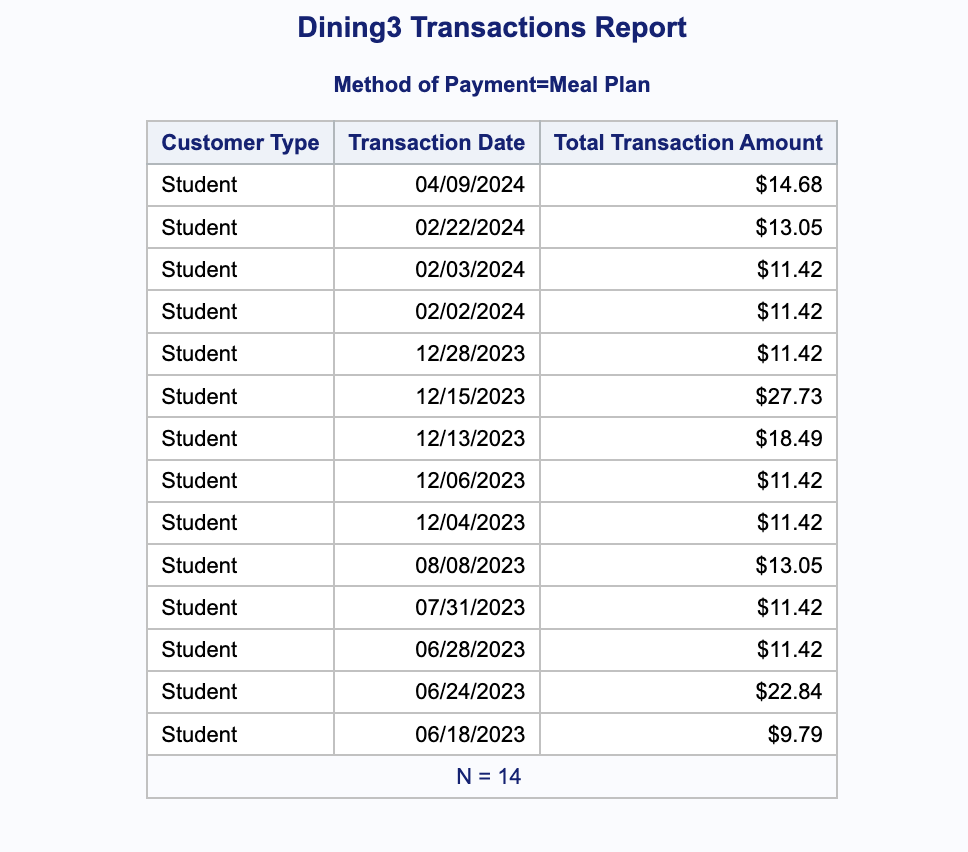 Dining3 Transactions Report
Method of Payment=Meal Plan
Customer Type Transaction Date Total Transaction Amount
Student 04/09/2024 $14.68
Student 02/22/2024 $13.05
Student 02/03/2024 $11.42
Student 02/02/2024 $11.42
Student 12/28/2023 $11.42
Student 12/15/2023 $27.73
Student 12/13/2023 $18.49
Student 12/06/2023 $11.42
Student 12/04/2023 $11.42
Student 08/08/2023 $13.05
Student 07/31/2023 $11.42
Student 06/28/2023 $11.42
Student 06/24/2023 $22.84
Student 06/18/2023 $9.79
N = 14